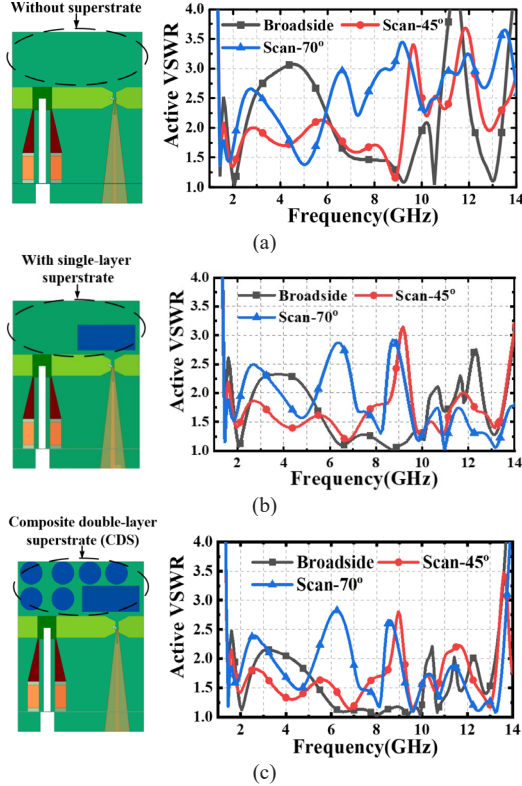 Without superstrate
Active VSWR
4.0
3.5
3.0
2.5
2.0
1.5
1.0
Broadside
Scan-45°
Scan-70°
2 4 6 8 10 12 14
Frequency(GHz)
(a)
With single-layer
superstrate
Active VSWR
4.0
3.5
3.0
2.5
2.0
1.5
1.0
Broadside
Scan-45°
Scan-70°
2 4 6 8 10 12 14
Frequency(GHz)
(b)
Composite double-layer
superstrate (CDS)
Active VSWR
4.0
3.5
3.0
2.5
2.0
1.5
1.0
Broadside
Scan-45°
Scan-70°
2 4 6 8 10 12 14
Frequency(GHz)
(c)